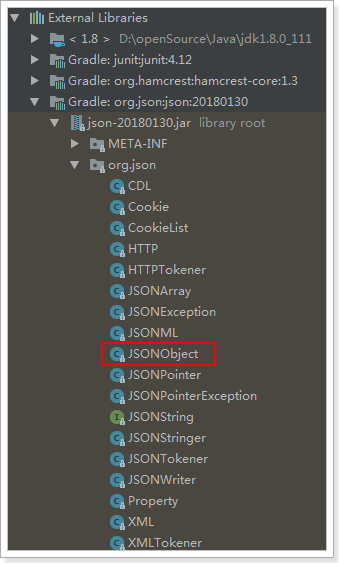 External Libraries
< 1.8 > D:\openSource\Java\jdk1.8.0_111
Gradle: junit:junit:4.12
Gradle: org.hamcrest:hamcrest-core:1.3
Gradle: org.json:json:20180130
json-20180130.jar library root
META-INF
org.json
CDL
Cookie
CookieList
HTTP
HTTPTokener
JSONArray
JSONException
JSONML
JSONObject
JSONPointer
JSONPointerException
JSONString
JSONStringer
JSONTokener
JSONWriter
Property
XML
XMLTokener